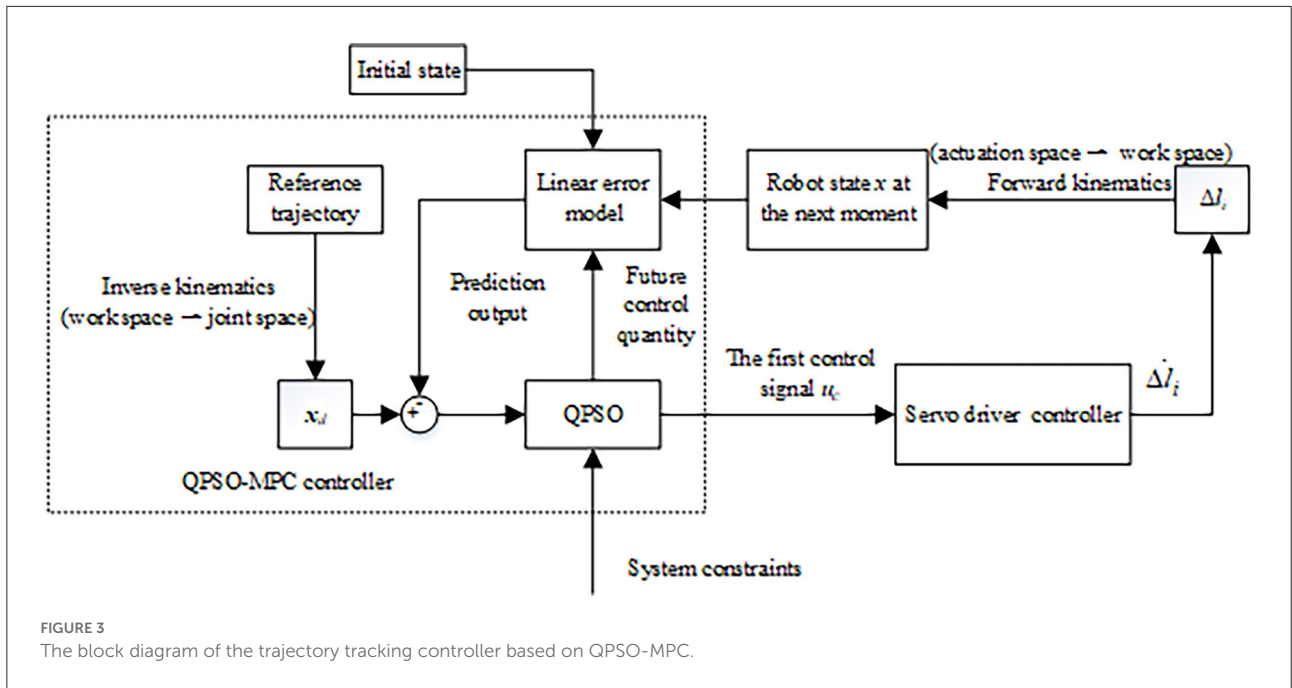 Initial state
Reference
trajectory
Linear error
model
Robot state x at
the next moment
(actuation space → work space)
Forward kinematics
Δl_i
Inverse kinematics
(work space → joint space)
Prediction
output
Future
control
quantity
The first control
signal u_c
Δl̇_i
x_d
+
-
QPSO
Servo driver controller
QPSO-MPC controller
System constraints
FIGURE 3
The block diagram of the trajectory tracking controller based on QPSO-MPC.